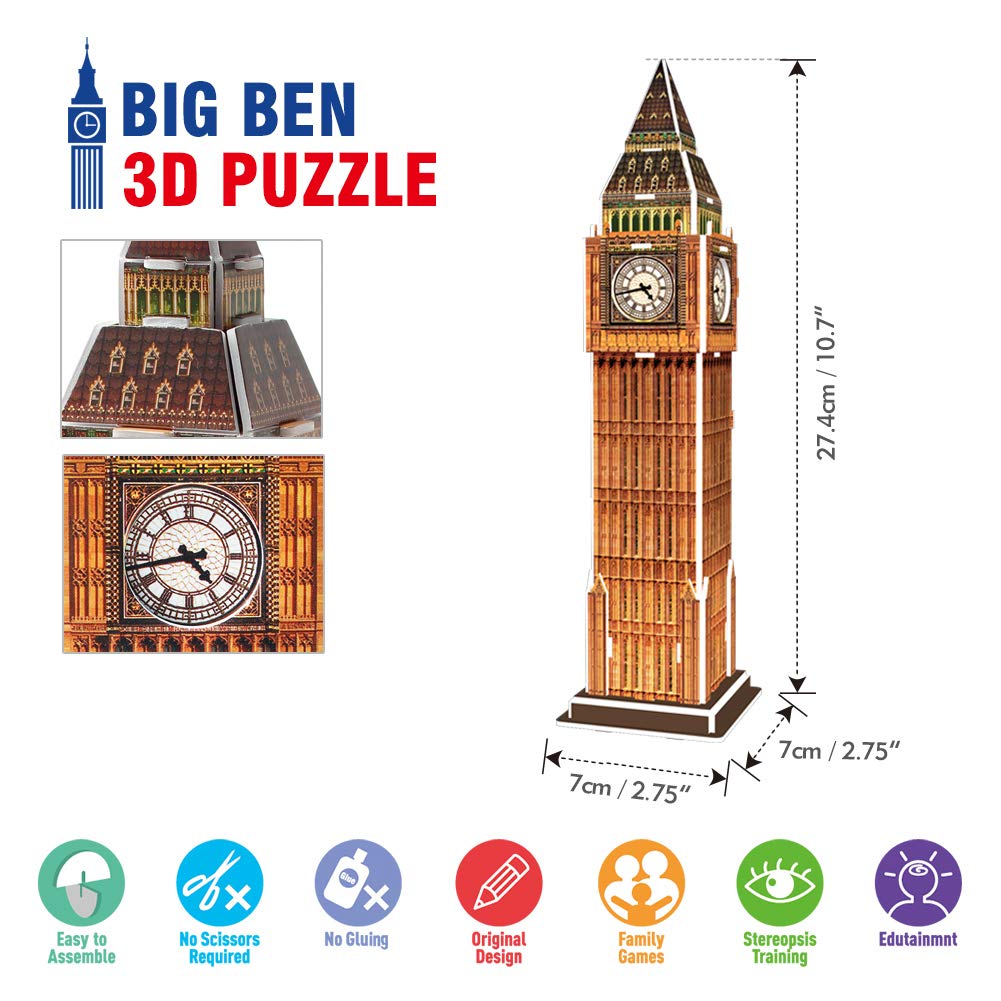 BIG BEN
3D PUZZLE
27.4cm / 10.7"
7cm / 2.75"
7cm / 2.75"
Glue
Easy to
Assemble
No Scissors
Required
No Gluing
Original
Design
Family
Games
Stereopsis
Training
Edutainmnt